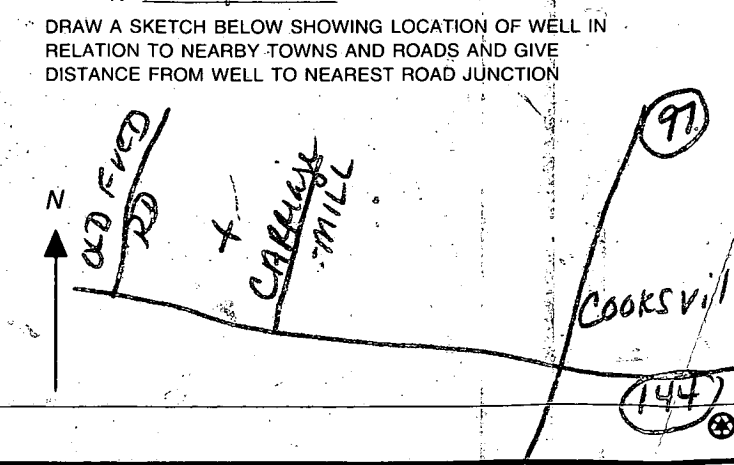 DRAW A SKETCH BELOW SHOWING LOCATION OF WELL IN
RELATION TO NEARBY TOWNS AND ROADS AND GIVE
DISTANCE FROM WELL TO NEAREST ROAD JUNCTION
N
OLD FRED
RD
CARRiage
MILL
97
COOKSVil
144